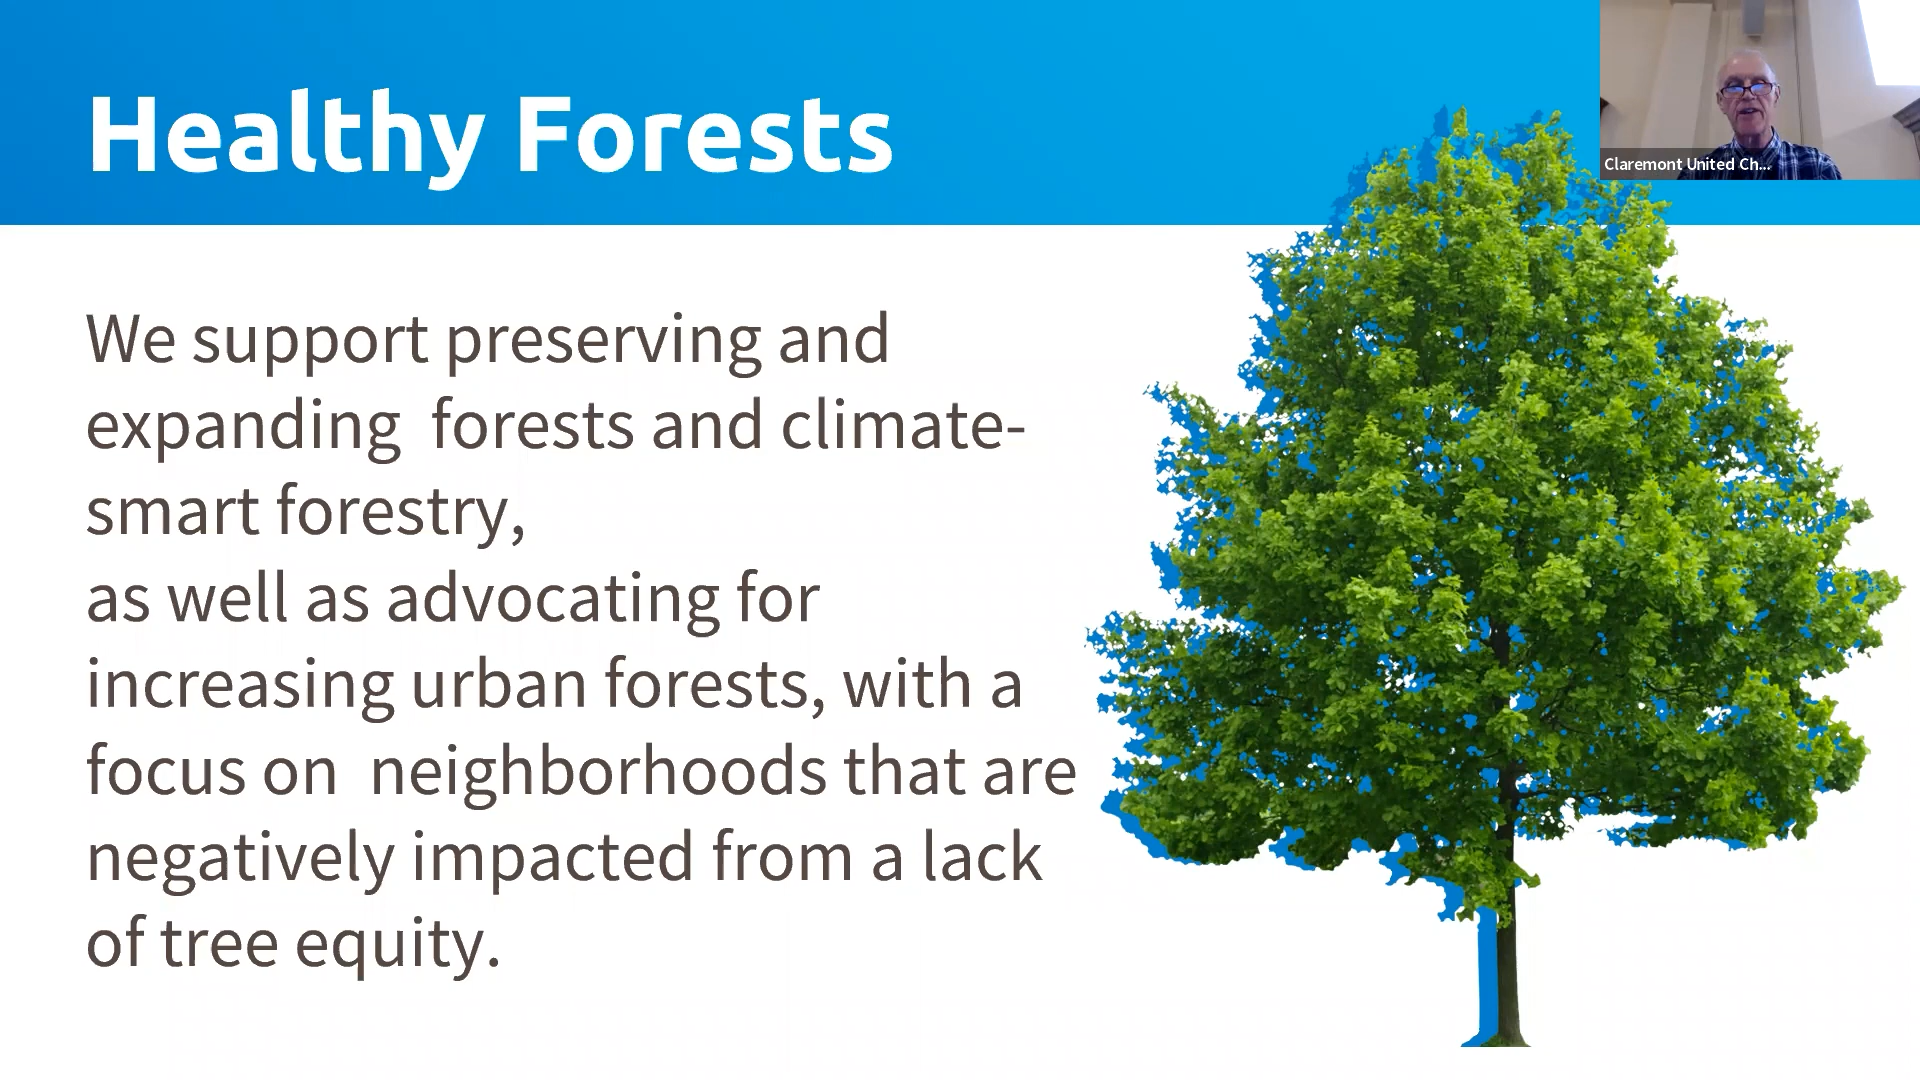 Healthy Forests
Claremont United Ch...
We support preserving and
expanding  forests and climate-
smart forestry,
as well as advocating for
increasing urban forests, with a
focus on  neighborhoods that are
negatively impacted from a lack
of tree equity.